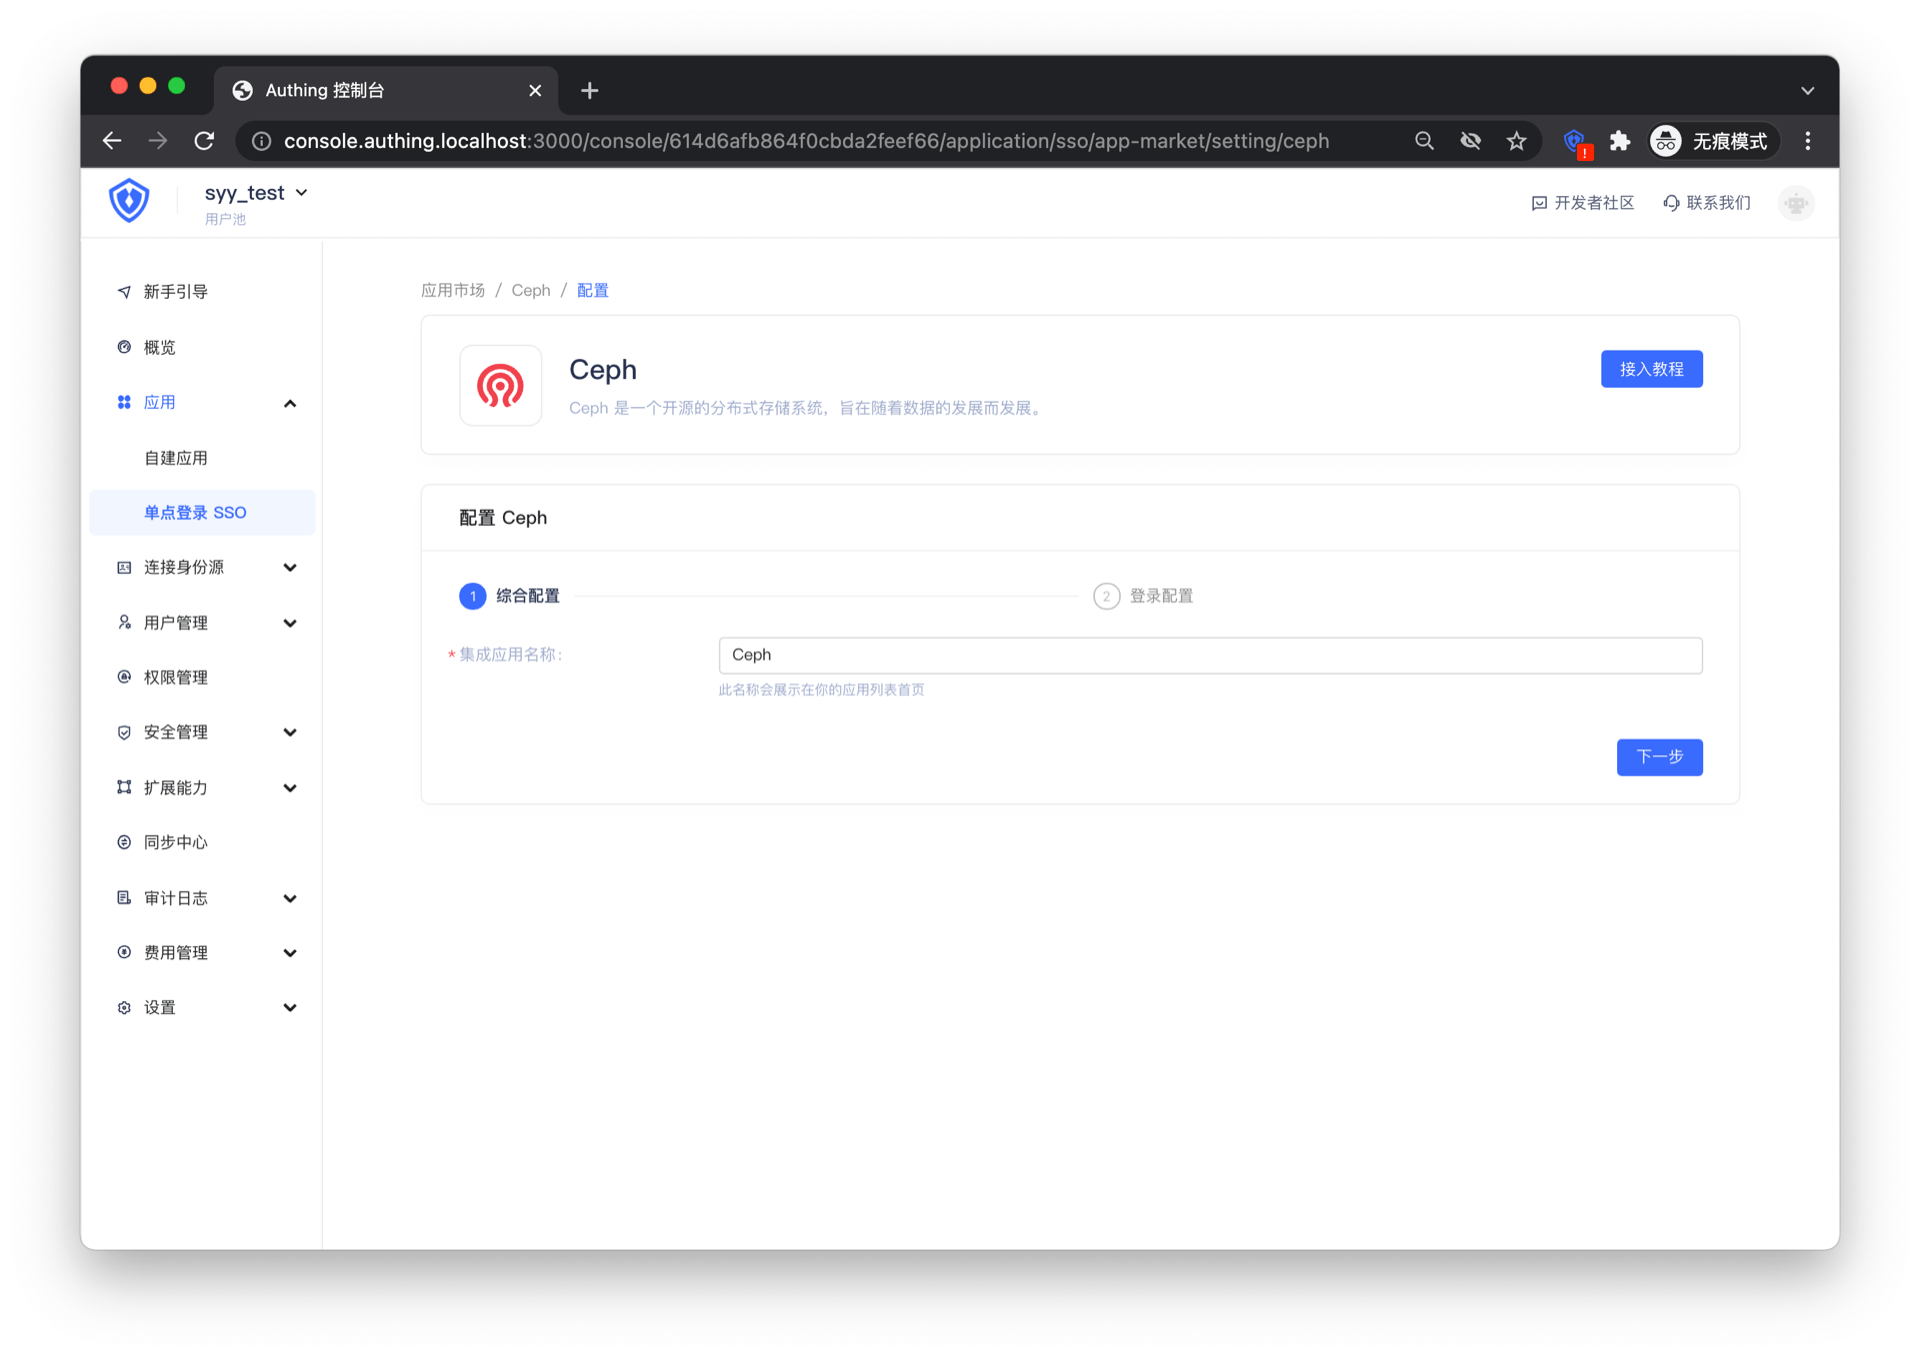 Authing 控制台
console.authing.localhost:3000/console/614d6afb864f0cbda2feef66/application/sso/app-market/setting/ceph
无痕模式
syy_test
用户池
开发者社区
联系我们
新手引导
概览
应用
自建应用
单点登录 SSO
连接身份源
用户管理
权限管理
安全管理
扩展能力
同步中心
审计日志
费用管理
设置
应用市场 / Ceph / 配置
Ceph
Ceph 是一个开源的分布式存储系统，旨在随着数据的发展而发展。
接入教程
配置 Ceph
1 综合配置
2 登录配置
* 集成应用名称:
Ceph
此名称会展示在你的应用列表首页
下一步